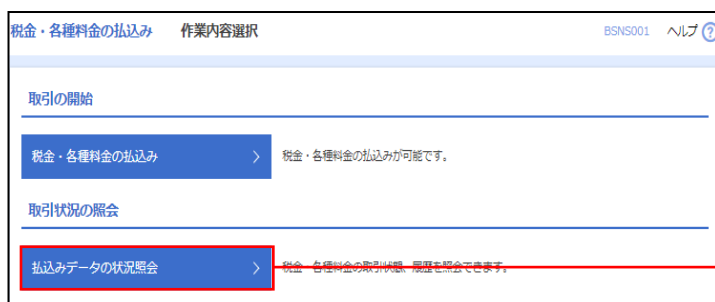 税金・各種料金の払込み 作業内容選択 BSNS001 ヘルプ ?
取引の開始
税金・各種料金の払込み 税金・各種料金の払込みが可能です。
取引状況の照会
払込みデータの状況照会 税金・各種料金の取引状態、履歴を照会できます。